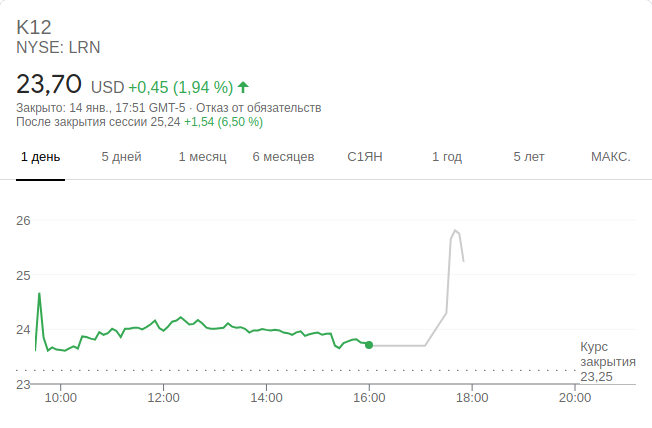 K12
NYSE: LRN
23,70 USD +0,45 (1,94 %)
Закрыто: 14 янв., 17:51 GMT-5 · Отказ от обязательств
После закрытия сессии 25,24 +1,54 (6,50 %)
1 день 5 дней 1 месяц 6 месяцев С1ЯН 1 год 5 лет МАКС.
26
25
24
23
Курс
закрытия
23,25
10:00 12:00 14:00 16:00 18:00 20:00